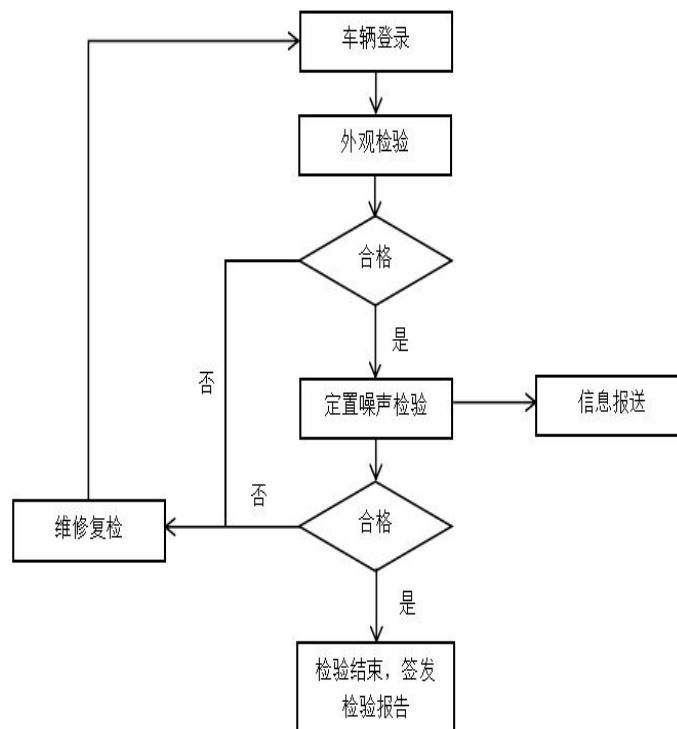 车辆登录
外观检验
合格
是
否
定置噪声检验
信息报送
否
合格
维修复检
是
检验结束，签发
检验报告